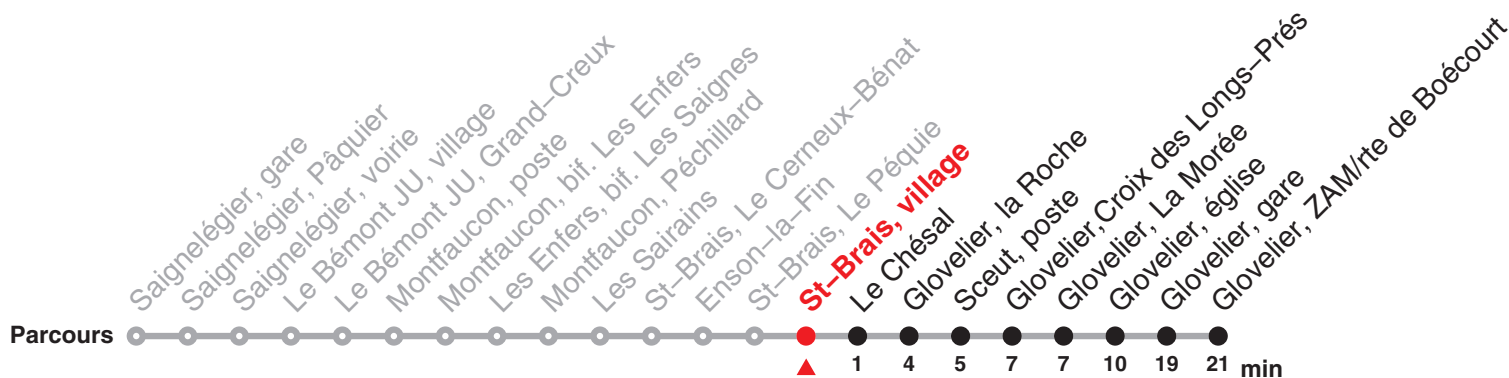 Saignelégier, gare
Saignelégier, Pâquier
Saignelégier, voirie
Le Bémont JU, village
Le Bémont JU, Grand–Creux
Montfaucon, poste
Montfaucon, bif. Les Enfers
Les Enfers, bif. Les Saignes
Montfaucon, Péchillard
Les Sairains
St–Brais, Le Cerneux–Bénat
Enson–la–Fin
St–Brais, Le Péquie
St–Brais, village
Le Chésal
Glovelier, la Roche
Sceut, poste
Glovelier, Croix des Longs–Prés
Glovelier, La Morée
Glovelier, église
Glovelier, gare
Glovelier, ZAM/rte de Boécourt
Parcours
1 4 5 7 7 10 19 21 min